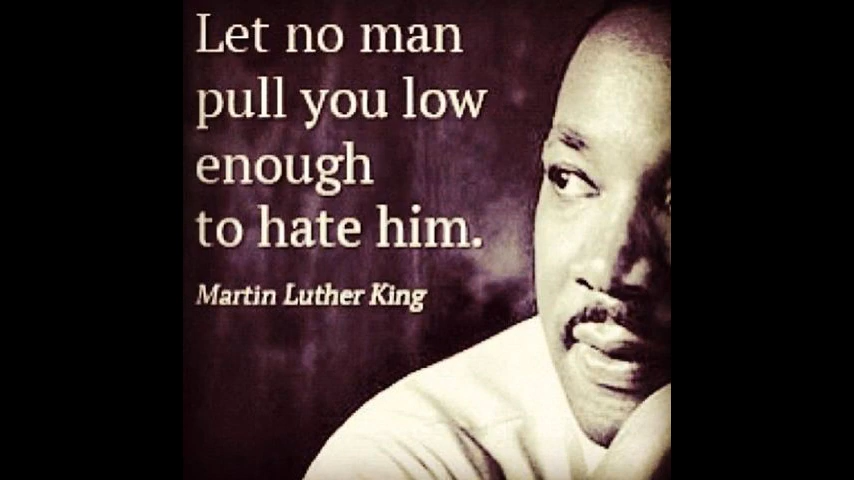 Let no man
pull you low
enough
to hate him.
Martin Luther King